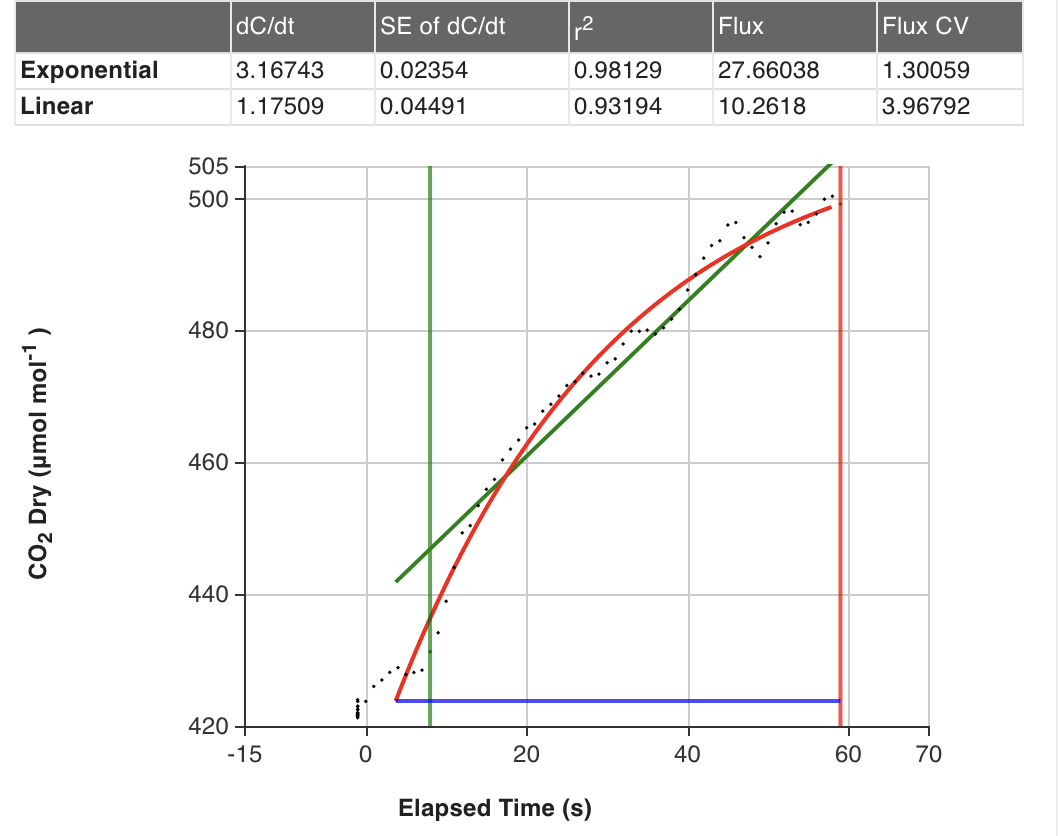 dC/dt SE of dC/dt r² Flux Flux CV
Exponential 3.16743 0.02354 0.98129 27.66038 1.30059
Linear 1.17509 0.04491 0.93194 10.2618 3.96792
505
500
480
460
440
420
CO₂ Dry (μmol mol⁻¹ )
-15 0 20 40 60 70
Elapsed Time (s)